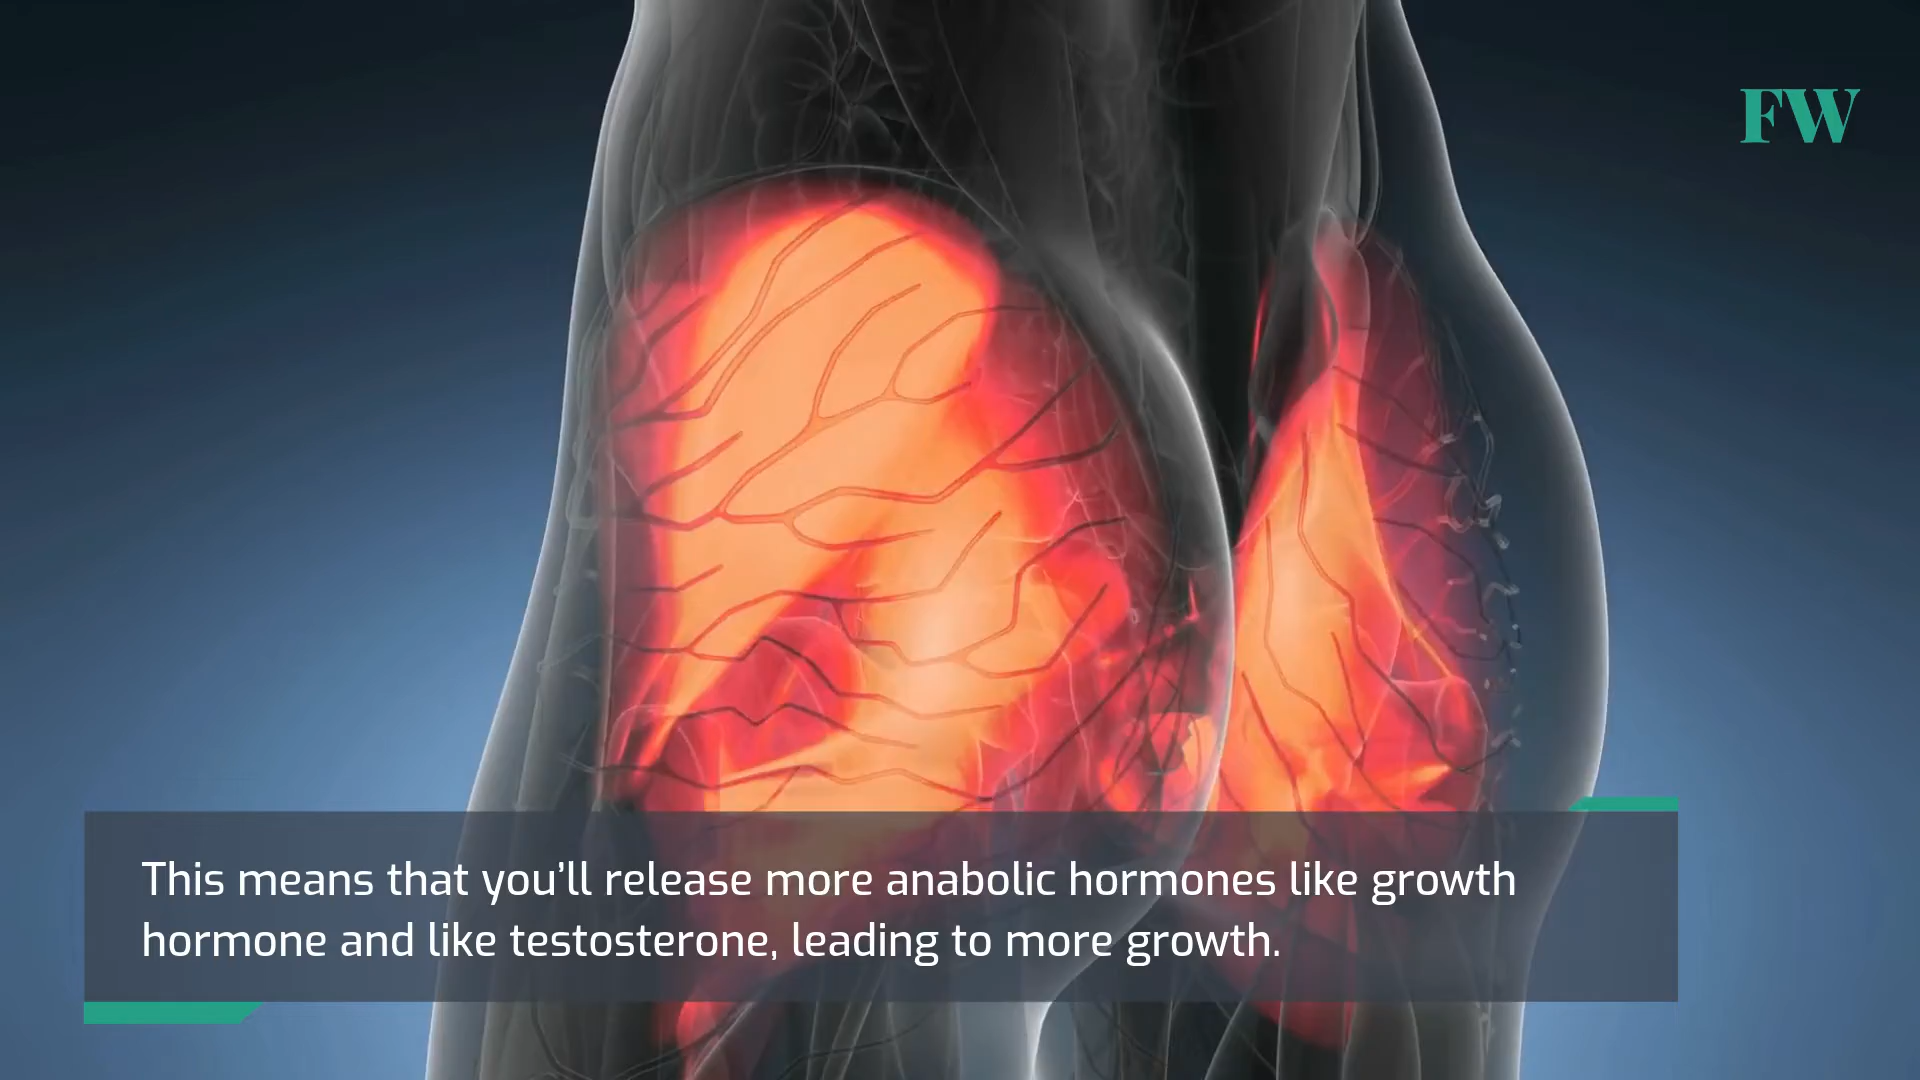 FW
This means that you’ll release more anabolic hormones like growth
hormone and like testosterone, leading to more growth.